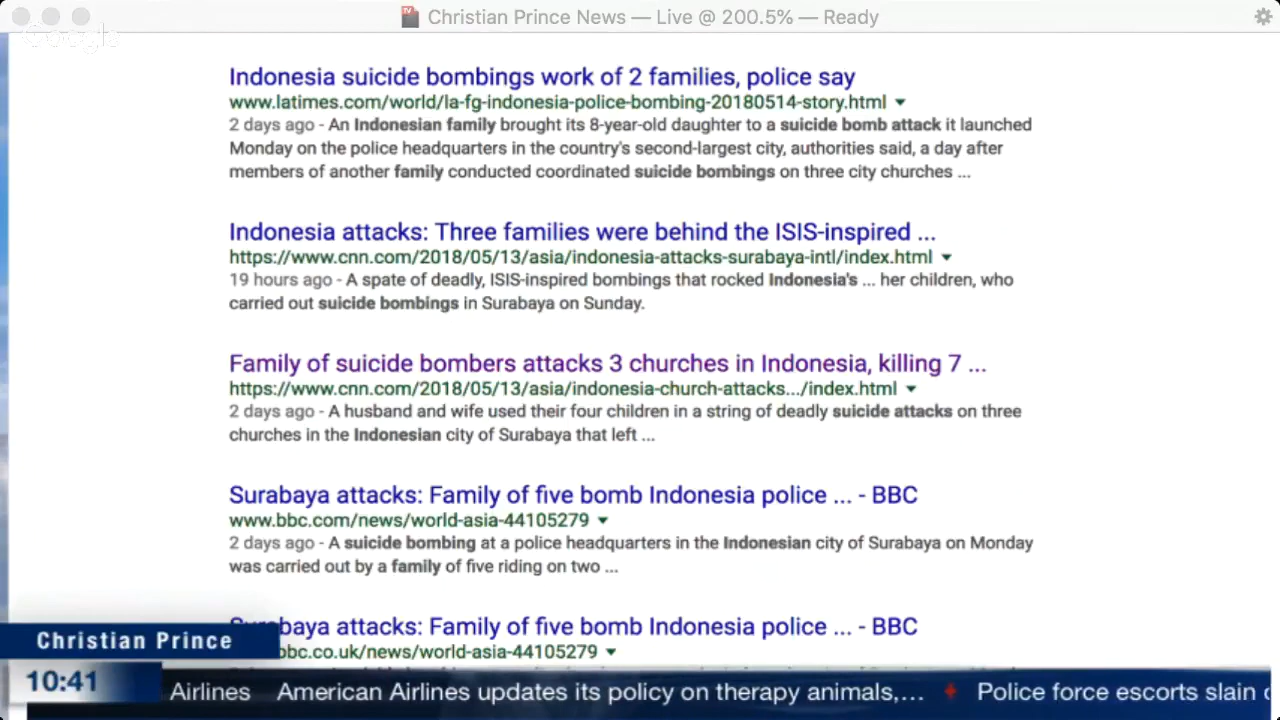 Christian Prince News — Live @ 200.5% — Ready
Google
Indonesia suicide bombings work of 2 families, police say
www.latimes.com/world/la-fg-indonesia-police-bombing-20180514-story.html
2 days ago - An Indonesian family brought its 8-year-old daughter to a suicide bomb attack it launched
Monday on the police headquarters in the country's second-largest city, authorities said, a day after
members of another family conducted coordinated suicide bombings on three city churches ...
Indonesia attacks: Three families were behind the ISIS-inspired ...
https://www.cnn.com/2018/05/13/asia/indonesia-attacks-surabaya-intl/index.html
19 hours ago - A spate of deadly, ISIS-inspired bombings that rocked Indonesia's ... her children, who
carried out suicide bombings in Surabaya on Sunday.
Family of suicide bombers attacks 3 churches in Indonesia, killing 7 ...
https://www.cnn.com/2018/05/13/asia/indonesia-church-attacks.../index.html
2 days ago - A husband and wife used their four children in a string of deadly suicide attacks on three
churches in the Indonesian city of Surabaya that left ...
Surabaya attacks: Family of five bomb Indonesia police ... - BBC
www.bbc.com/news/world-asia-44105279
2 days ago - A suicide bombing at a police headquarters in the Indonesian city of Surabaya on Monday
was carried out by a family of five riding on two ...
Surabaya attacks: Family of five bomb Indonesia police ... - BBC
bbc.co.uk/news/world-asia-44105279
Christian Prince
10:41
Airlines American Airlines updates its policy on therapy animals,... Police force escorts slain